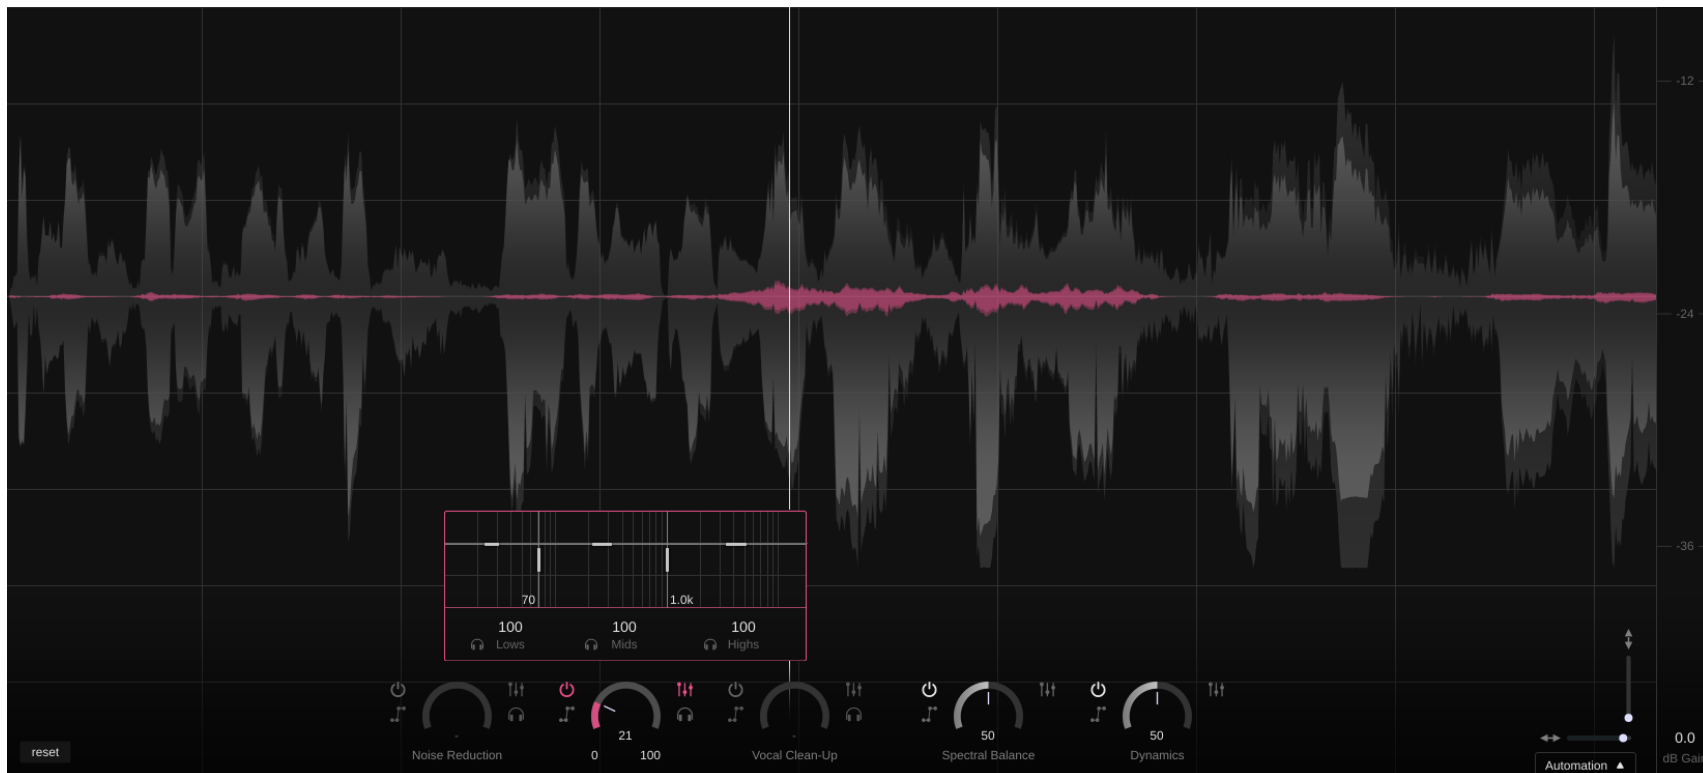 -12
-24
-36
70
1.0k
100
100
100
Lows
Mids
Highs
-
21
-
50
50
Noise Reduction
0
100
Vocal Clean-Up
Spectral Balance
Dynamics
reset
0.0
dB Gai
Automation